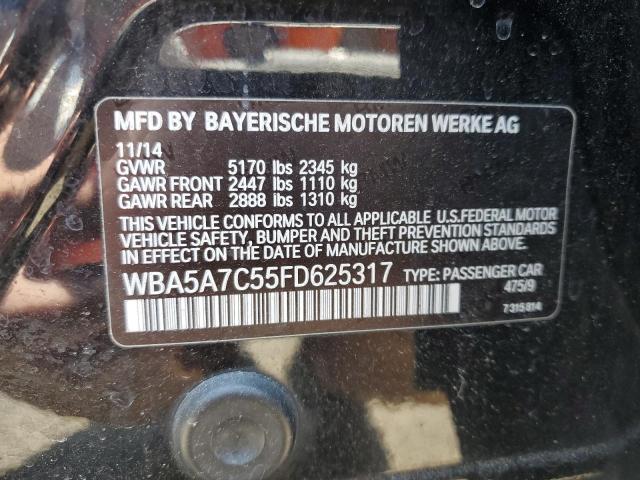 MFD BY BAYERISCHE MOTOREN WERKE AG
11/14
GVWR 5170 lbs 2345 kg
GAWR FRONT 2447 lbs 1110 kg
GAWR REAR 2888 lbs 1310 kg
THIS VEHICLE CONFORMS TO ALL APPLICABLE U.S.FEDERAL MOTOR
VEHICLE SAFETY, BUMPER AND THEFT PREVENTION STANDARDS
IN EFFECT ON THE DATE OF MANUFACTURE SHOWN ABOVE.
WBA5A7C55FD625317 TYPE: PASSENGER CAR
475/9
7315814